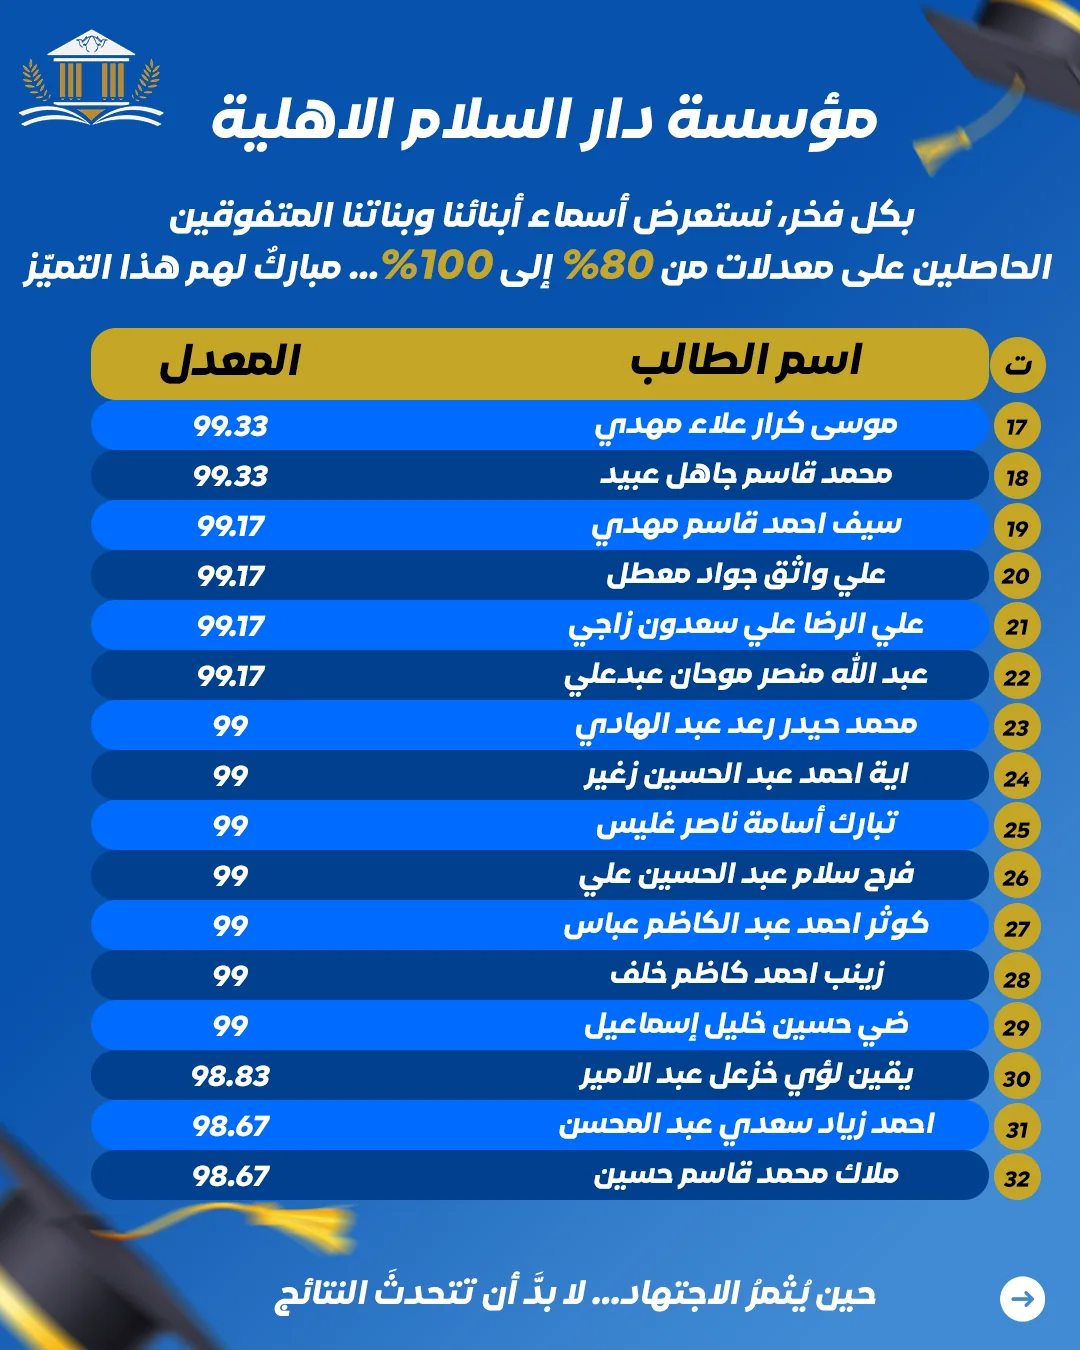 مؤسسة دار السلام الاهلية
بكل فخر، نستعرض أسماء أبنائنا وبناتنا المتفوقين
الحاصلين على معدلات من 80% إلى 100%... مباركٌ لهم هذا التميّز
ت اسم الطالب المعدل
17 موسى كرار علاء مهدي 99.33
18 محمد قاسم جاهل عبيد 99.33
19 سيف احمد قاسم مهدي 99.17
20 علي واثق جواد معطل 99.17
21 علي الرضا علي سعدون زاجي 99.17
22 عبد الله منصر موحان عبدعلي 99.17
23 محمد حيدر رعد عبد الهادي 99
24 اية احمد عبد الحسين زغير 99
25 تبارك أسامة ناصر غليس 99
26 فرح سلام عبد الحسين علي 99
27 كوثر احمد عبد الكاظم عباس 99
28 زينب احمد كاظم خلف 99
29 ضي حسين خليل إسماعيل 99
30 يقين لؤي خزعل عبد الامير 98.83
31 احمد زياد سعدي عبد المحسن 98.67
32 ملاك محمد قاسم حسين 98.67
حين يُثمرُ الاجتهاد... لا بدَّ أن تتحدثَ النتائج